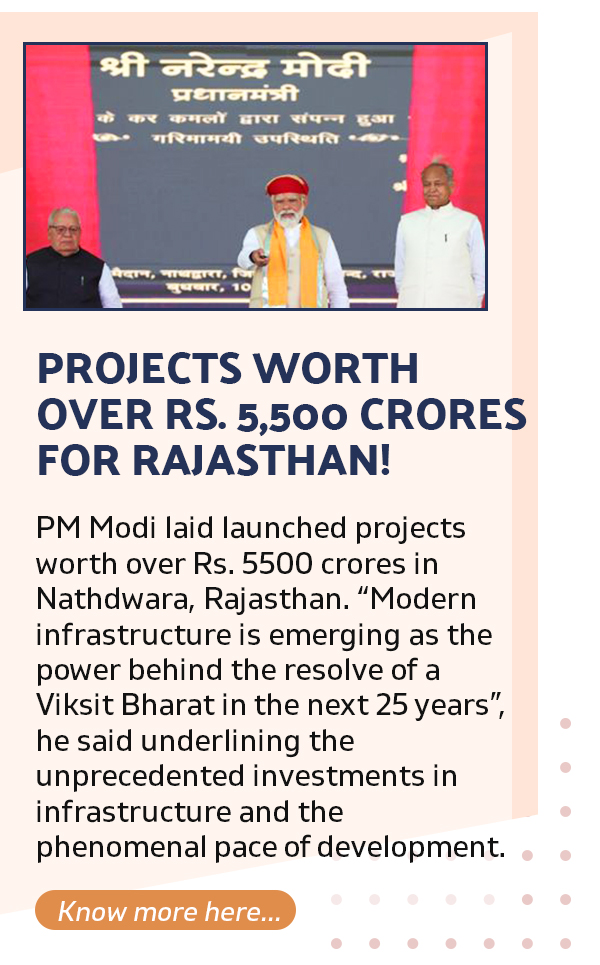 श्री नरेन्द्र मोदी
प्रधानमंत्री
के कर कमलों द्वारा संपन्न हुआ
गरिमामयी उपस्थिति
नाथद्वारा,
बुधवार, 10
PROJECTS WORTH
OVER RS. 5,500 CRORES
FOR RAJASTHAN!
PM Modi laid launched projects
worth over Rs. 5500 crores in
Nathdwara, Rajasthan. “Modern
infrastructure is emerging as the
power behind the resolve of a
Viksit Bharat in the next 25 years”,
he said underlining the
unprecedented investments in
infrastructure and the
phenomenal pace of development.
Know more here...